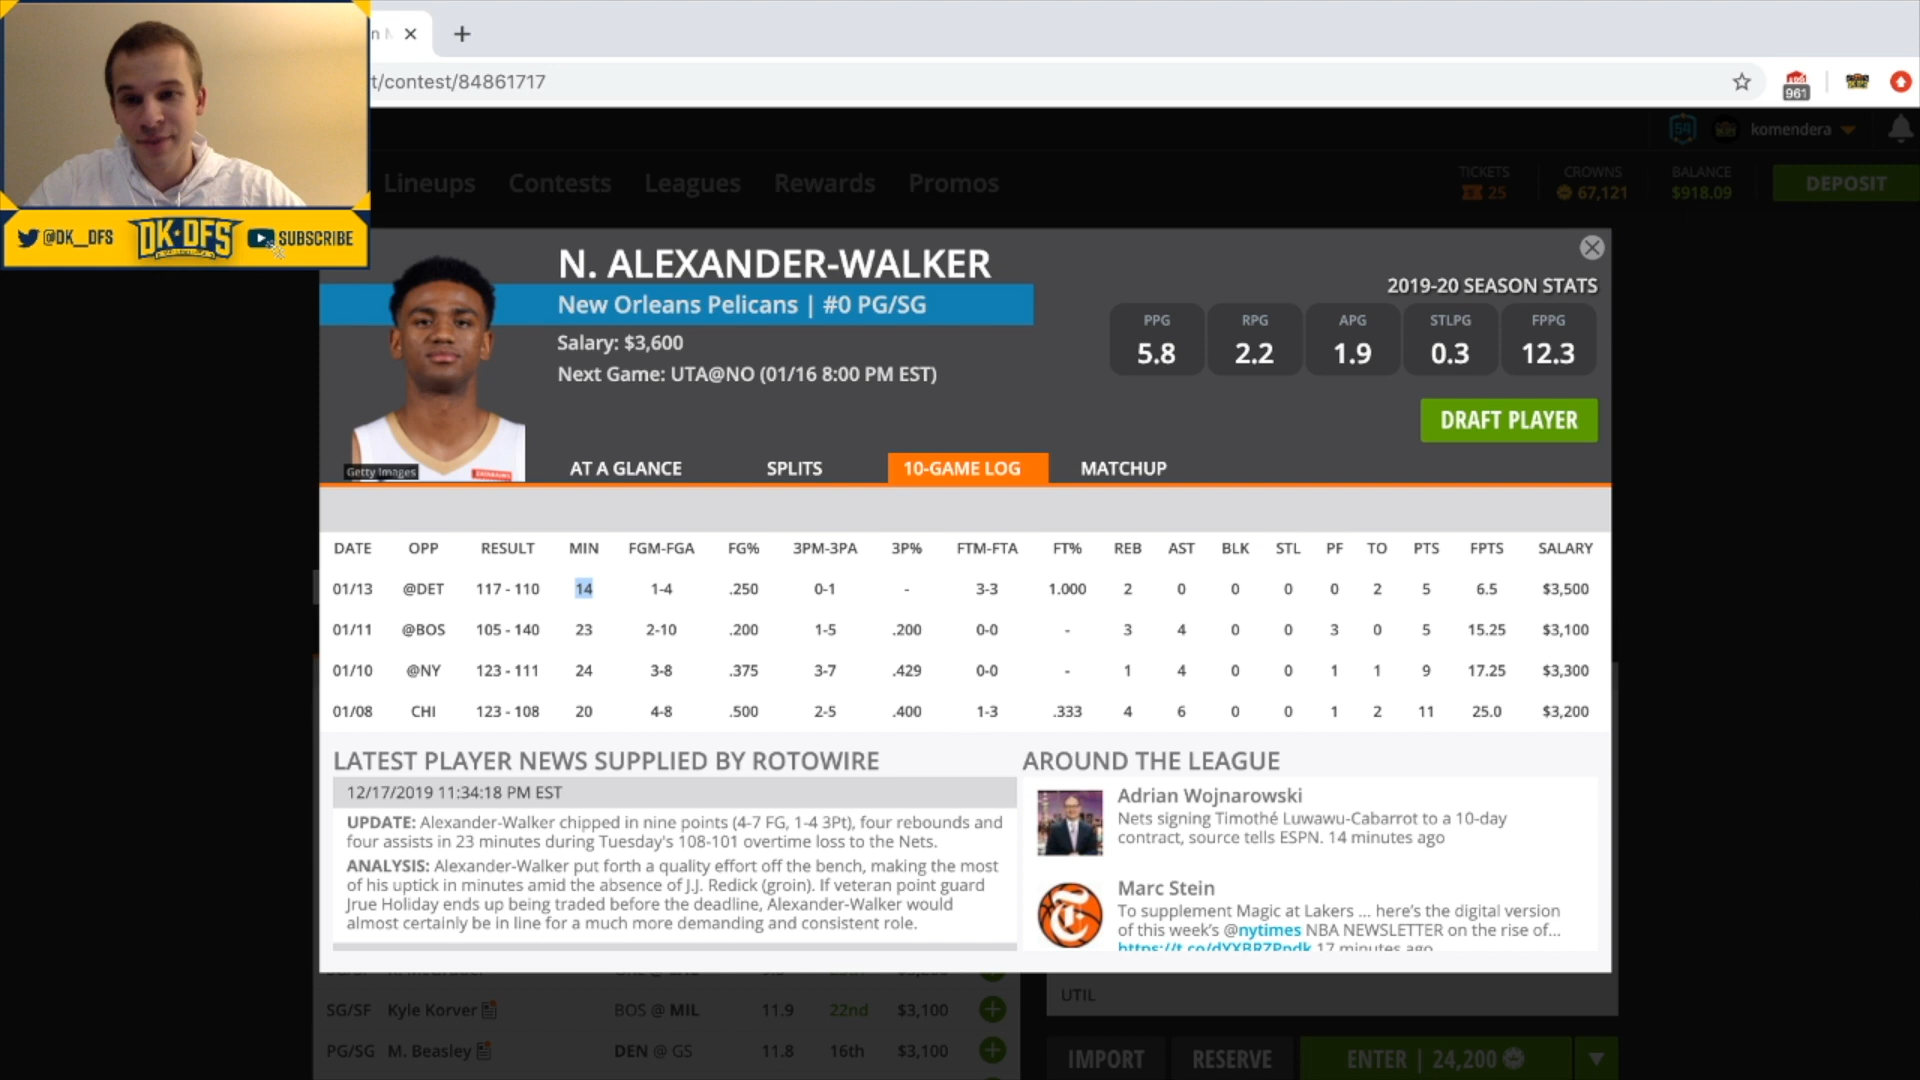 t/contest/84861717
961
54
komendera
Lineups Contests Leagues Rewards Promos
TICKETS
25
CROWNS
67,121
BALANCE
$918.09
DEPOSIT
@DK__DFS
DK★DFS
SUBSCRIBE
N. ALEXANDER-WALKER
New Orleans Pelicans | #0 PG/SG
Salary: $3,600
Next Game: UTA@NO (01/16 8:00 PM EST)
2019-20 SEASON STATS
PPG RPG APG STLPG FPPG
5.8 2.2 1.9 0.3 12.3
DRAFT PLAYER
Getty Images
AT A GLANCE SPLITS 10-GAME LOG MATCHUP
DATE OPP RESULT MIN FGM-FGA FG% 3PM-3PA 3P% FTM-FTA FT% REB AST BLK STL PF TO PTS FPTS SALARY
01/13 @DET 117 - 110 14 1-4 .250 0-1 - 3-3 1.000 2 0 0 0 0 2 5 6.5 $3,500
01/11 @BOS 105 - 140 23 2-10 .200 1-5 .200 0-0 - 3 4 0 0 3 0 5 15.25 $3,100
01/10 @NY 123 - 111 24 3-8 .375 3-7 .429 0-0 - 1 4 0 0 1 1 9 17.25 $3,300
01/08 CHI 123 - 108 20 4-8 .500 2-5 .400 1-3 .333 4 6 0 0 1 2 11 25.0 $3,200
LATEST PLAYER NEWS SUPPLIED BY ROTOWIRE
12/17/2019 11:34:18 PM EST
UPDATE: Alexander-Walker chipped in nine points (4-7 FG, 1-4 3Pt), four rebounds and
four assists in 23 minutes during Tuesday's 108-101 overtime loss to the Nets.
ANALYSIS: Alexander-Walker put forth a quality effort off the bench, making the most
of his uptick in minutes amid the absence of J.J. Redick (groin). If veteran point guard
Jrue Holiday ends up being traded before the deadline, Alexander-Walker would
almost certainly be in line for a much more demanding and consistent role.
AROUND THE LEAGUE
Adrian Wojnarowski
Nets signing Timothé Luwawu-Cabarrot to a 10-day
contract, source tells ESPN. 14 minutes ago
Marc Stein
To supplement Magic at Lakers ... here's the digital version
of this week's @nytimes NBA NEWSLETTER on the rise of...
https://t.co/dYXBRZPpdk 17 minutes ago
SG/SF Kyle Korver BOS @ MIL 11.9 22nd $3,100
PG/SG M. Beasley DEN @ GS 11.8 16th $3,100
UTIL
IMPORT RESERVE ENTER | 24,200